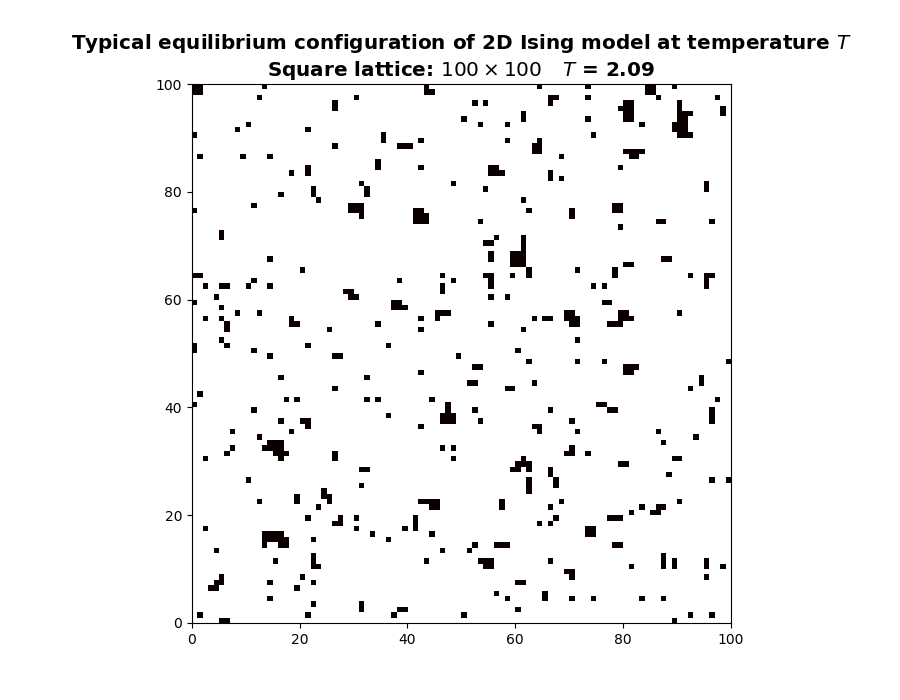 Typical equilibrium configuration of 2D Ising model at temperature T
Square lattice: 100 × 100 T = 2.09
100
80
60
40
20
0
0 20 40 60 80 100